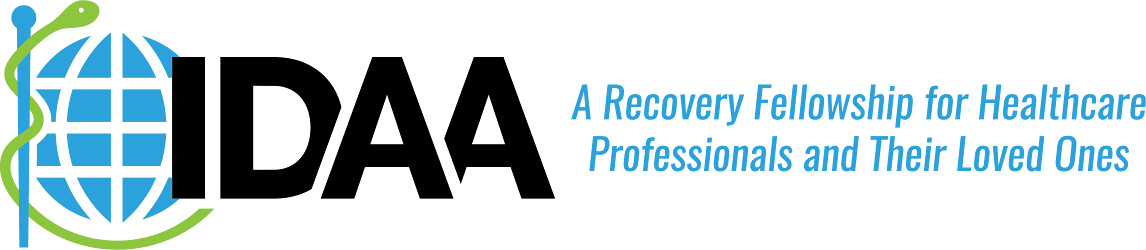 IDAA
A Recovery Fellowship for Healthcare
Professionals and Their Loved Ones